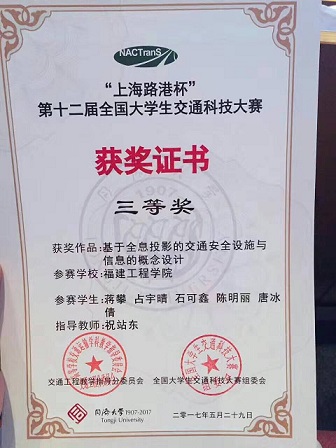 NACTranS
“上海路港杯”
第十二届全国大学生交通科技大赛
获奖证书
1907
三等奖
获奖作品:基于全息投影的交通安全设施与
信息的概念设计
参赛学校:福建工程学院
参赛学生:蒋攀 占宇晴 石可鑫 陈明丽 唐冰
倩
指导教师:祝站东
交通工程教学指导分委员会 全国大学生交通科技大赛组委会
同济大学 1907-2017
Tongji University
二零一七年五月二十九日